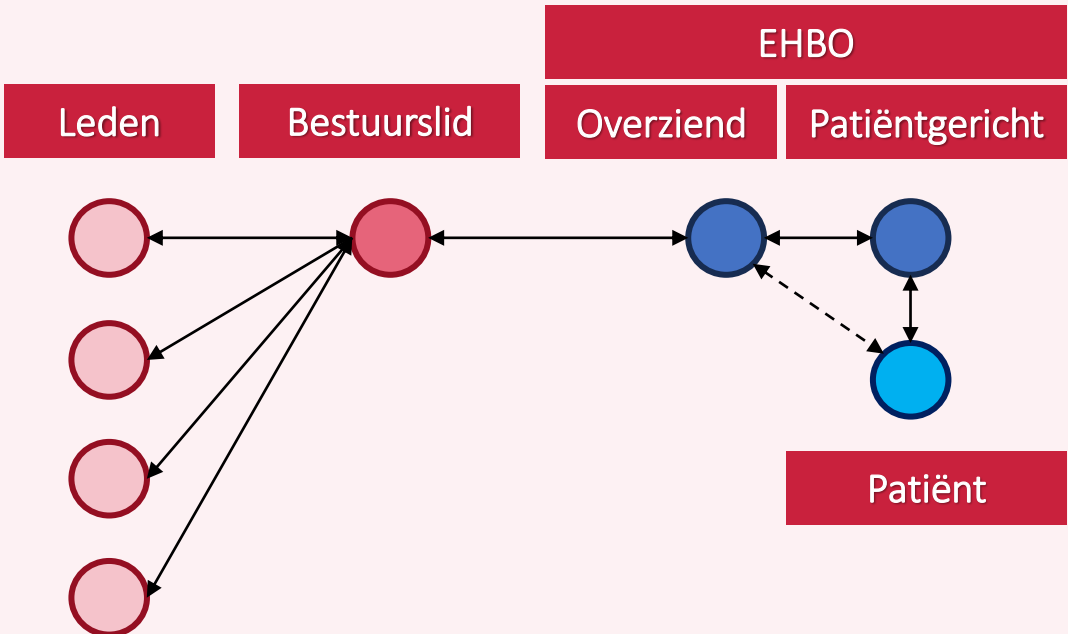 EHBO
Leden
Bestuurslid
Overziend
Patiëntgericht
Patiënt